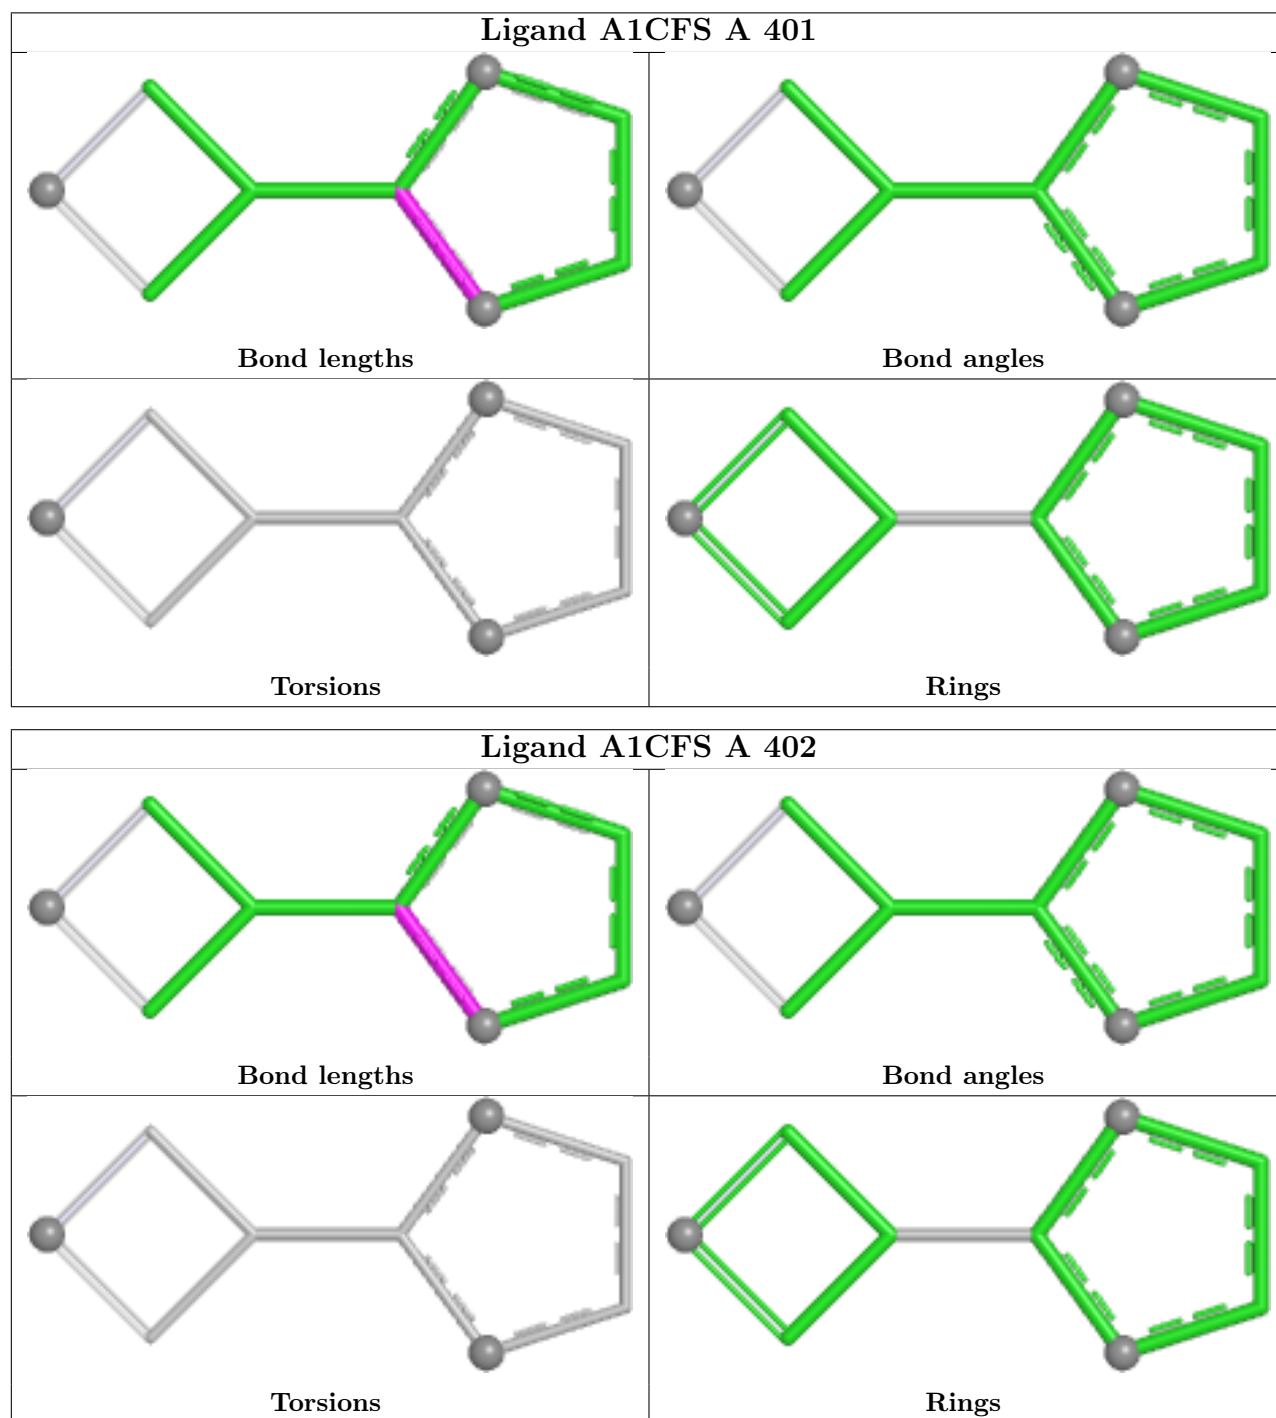 Ligand A1CFS A 401
Bond lengths
Bond angles
Torsions
Rings
Ligand A1CFS A 402
Bond lengths
Bond angles
Torsions
Rings